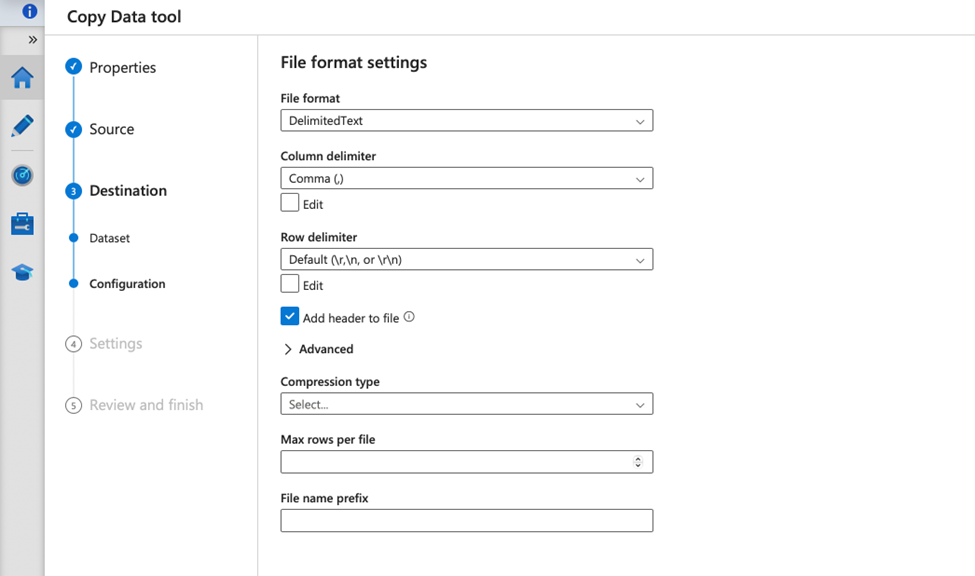 Copy Data tool
Properties
Source
3 Destination
Dataset
Configuration
4 Settings
5 Review and finish
File format settings
File format
DelimitedText
Column delimiter
Comma (,)
Edit
Row delimiter
Default (\r,\n, or \r\n)
Edit
Add header to file
Advanced
Compression type
Select...
Max rows per file
File name prefix